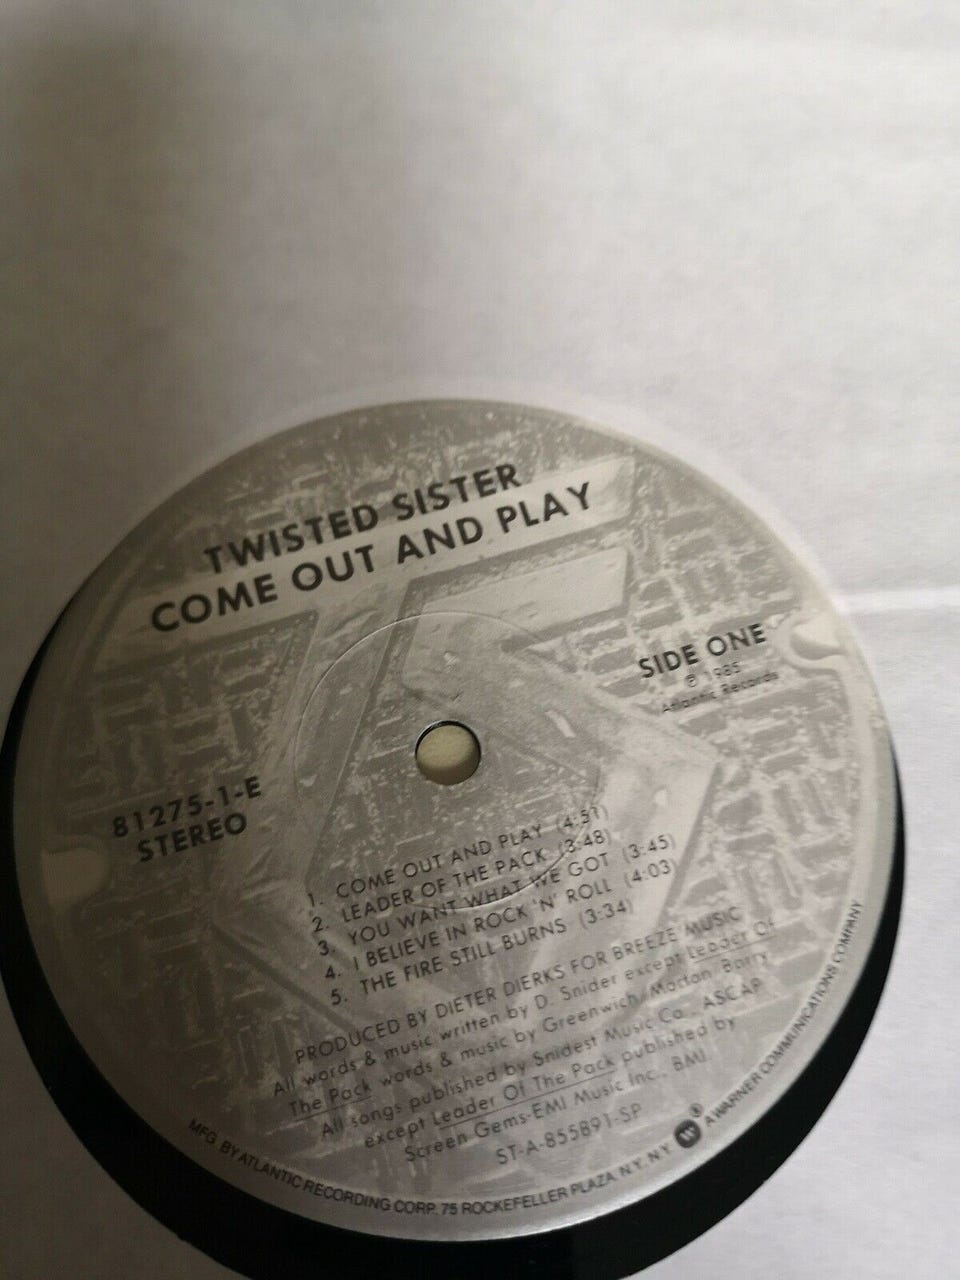 TWISTED SISTER
COME OUT AND PLAY
SIDE ONE
℗ 1985
Atlantic Records
81275-1-E
STEREO
1. COME OUT AND PLAY (4:51)
2. LEADER OF THE PACK (3:48)
3. YOU WANT WHAT WE GOT (3:45)
4. I BELIEVE IN ROCK 'N' ROLL (4:03)
5. THE FIRE STILL BURNS (3:34)
PRODUCED BY DIETER DIERKS FOR BREEZE MUSIC
All words & music written by D. Snider except Leader Of
The Pack words & music by Greenwich/Morton/Barry
All songs published by Snidest Music Co., ASCAP
except Leader Of The Pack published by
Screen Gems-EMI Music Inc., BMI.
ST-A-855891-SP
MFG. BY ATLANTIC RECORDING CORP. 75 ROCKEFELLER PLAZA, N.Y. N.Y. ® A WARNER COMMUNICATIONS COMPANY